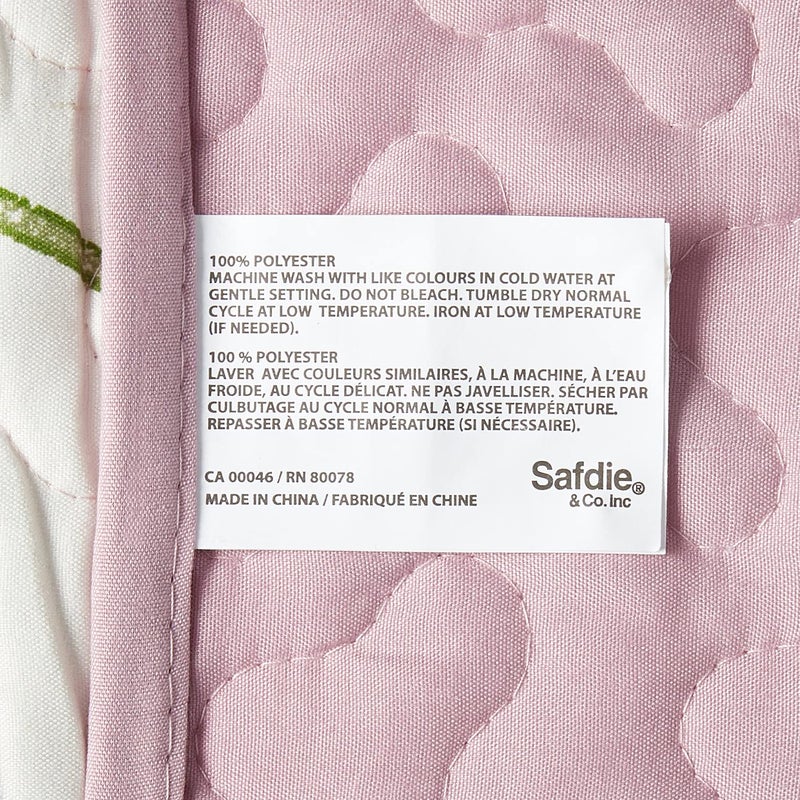 100% POLYESTER
MACHINE WASH WITH LIKE COLOURS IN COLD WATER AT
GENTLE SETTING. DO NOT BLEACH. TUMBLE DRY NORMAL
CYCLE AT LOW TEMPERATURE. IRON AT LOW TEMPERATURE
(IF NEEDED).
100 % POLYESTER
LAVER AVEC COULEURS SIMILAIRES, À LA MACHINE, À L'EAU
FROIDE, AU CYCLE DÉLICAT. NE PAS JAVELLISER. SÉCHER PAR
CULBUTAGE AU CYCLE NORMAL À BASSE TEMPÉRATURE.
REPASSER À BASSE TEMPÉRATURE (SI NÉCESSAIRE).
CA 00046 / RN 80078
MADE IN CHINA / FABRIQUÉ EN CHINE
Safdie®
& Co. Inc